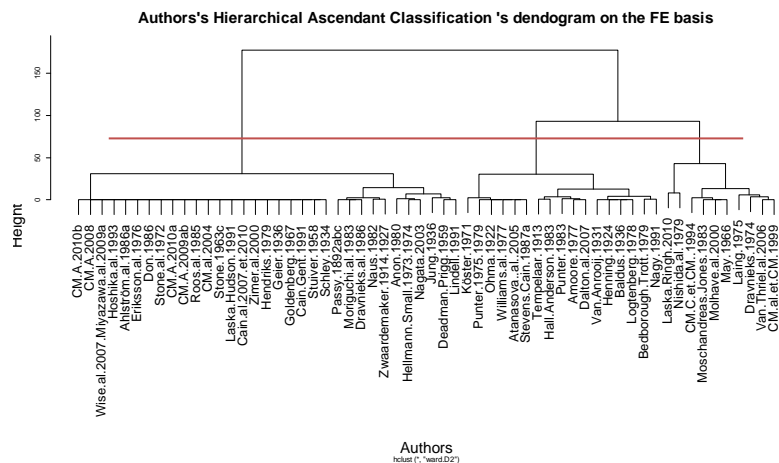 Authors's Hierarchical Ascendant Classification 's dendogram on the FE basis
Height
150
100
50
0
CM.A.2010b
CM.A.2008
Wise.al.2007.Miyazawa.al.2009a
Hoshika.al.1993
Ahlström.al.1986a
Eriksson.al.1976
Don.1986
Stone.al.1972
CM.A.2010a
CM.A.2009ab
Roos.al.1985
CM.al.2004
Stone.1963c
Laska.Hudson.1991
Cain.al.2007.et.2010
Zimer.al.2000
Hendriks.1979
Geier.1936
Goldenberg.1967
Cain.Gent.1991
Stuiver.1958
Schley.1934
Passy.1892abc
Moriguchi.al.1983
Dravnieks.al.1986
Naus.1982
Zwaardemaker.1914.1927
Anon.1980
Hellmann.Small.1973.1974
Nagata.2003
Jung.1936
Deadman.Prigg.1959
Lindell.1991
Köster.1971
Punter.1975.1979
Ohma.1922
Williams.al.1977
Atanasova..al..2005
Stevens.Cain.1987a
Tempelaar.1913
Hall.Anderson.1983
Punter.1983
Amoore.1977
Dalton.al.2007
Van.Anrooij.1931
Henning.1924
Baldus.1936
Logtenberg.1978
Bedborough.Trott.1979
Nagy.1991
Laska.Ringh.2010
Nishida.al.1979
CM.C.et.CM..1994
Moschandreas.Jones.1983
Molhave.al.2009
May.1966
Laing.1975
Dravnieks.1974
Van.Thriel.al.2006
CM.al.et.CM.1999
Authors
hclust (*, "ward.D2")